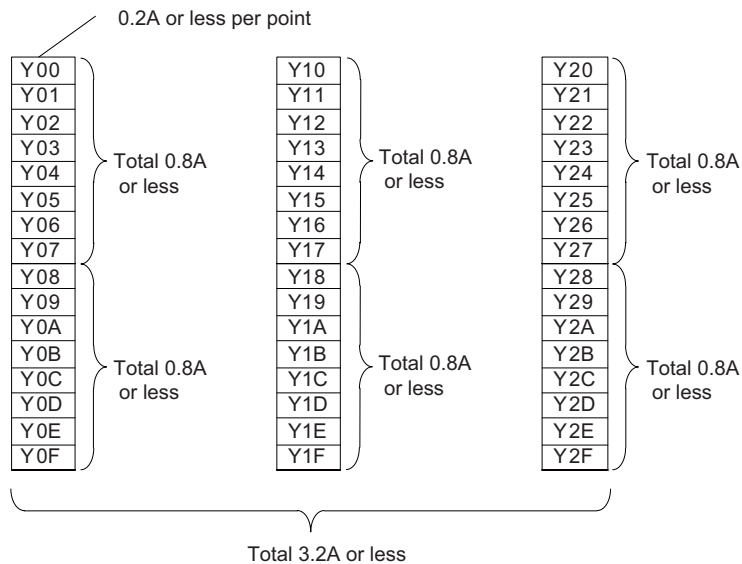 0.2A or less per point
Y00 Y10 Y20
Y01 Y11 Y21
Y02 Y12 Y22
Y03 Y13 Y23
Total 0.8A Total 0.8A Total 0.8A
Y04 Y14 Y24
or less or less or less
Y05 Y15 Y25
Y06 Y16 Y26
Y07 Y17 Y27
Y08 Y18 Y28
Y09 Y19 Y29
Y0A Y1A Y2A
Y0B Y1B Y2B
Total 0.8A Total 0.8A Total 0.8A
Y0C Y1C Y2C
or less or less or less
Y0D Y1D Y2D
Y0E Y1E Y2E
Y0F Y1F Y2F
Total 3.2A or less